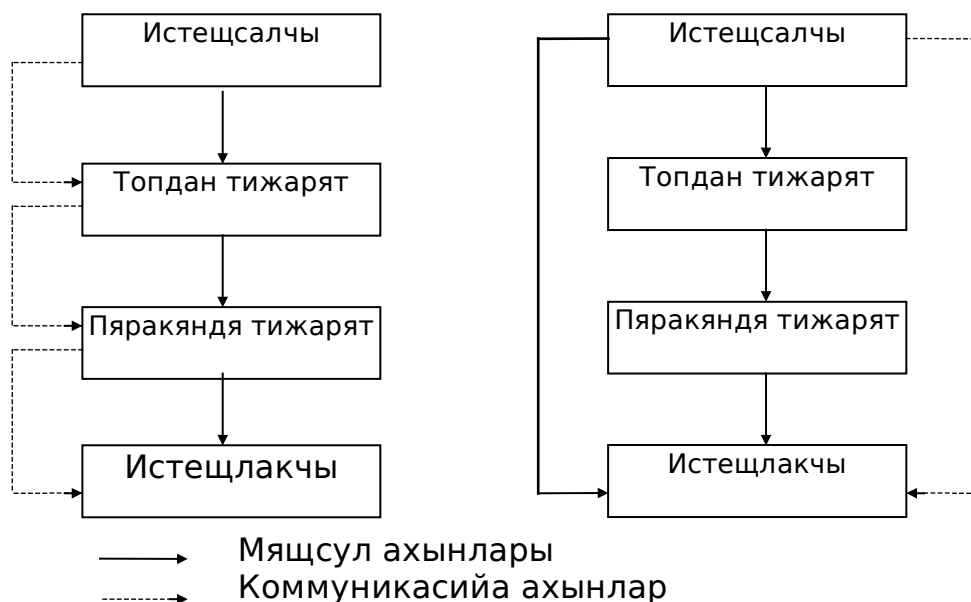 Истещсалчы
Топдан тижарят
Пяракяндя тижарят
Истещлакчы
Истещсалчы
Топдан тижарят
Пяракяндя тижарят
Истещлакчы
Мящсул ахынлары
Коммуникасийа ахынлар